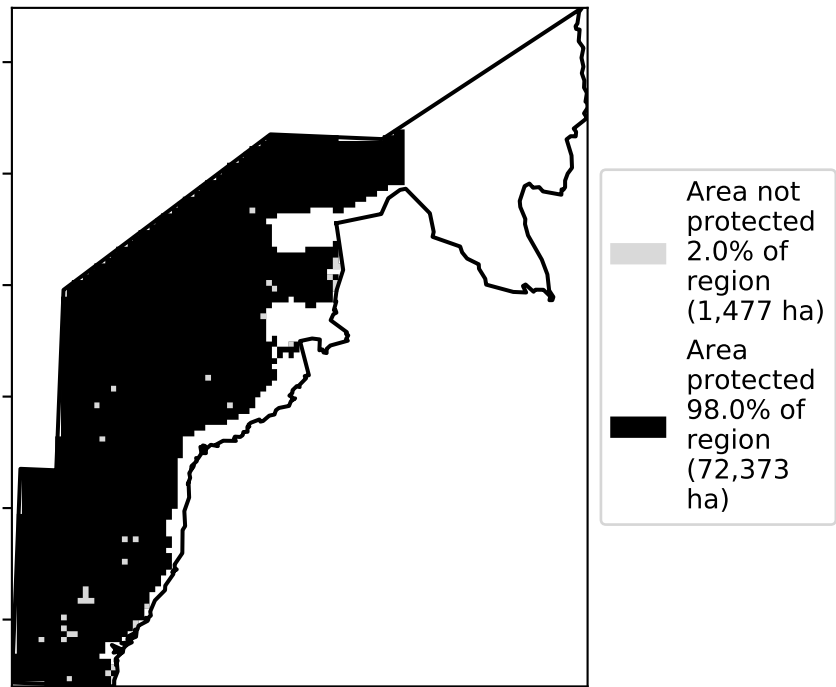 Area not
protected
2.0% of
region
(1,477 ha)
Area
protected
98.0% of
region
(72,373
ha)